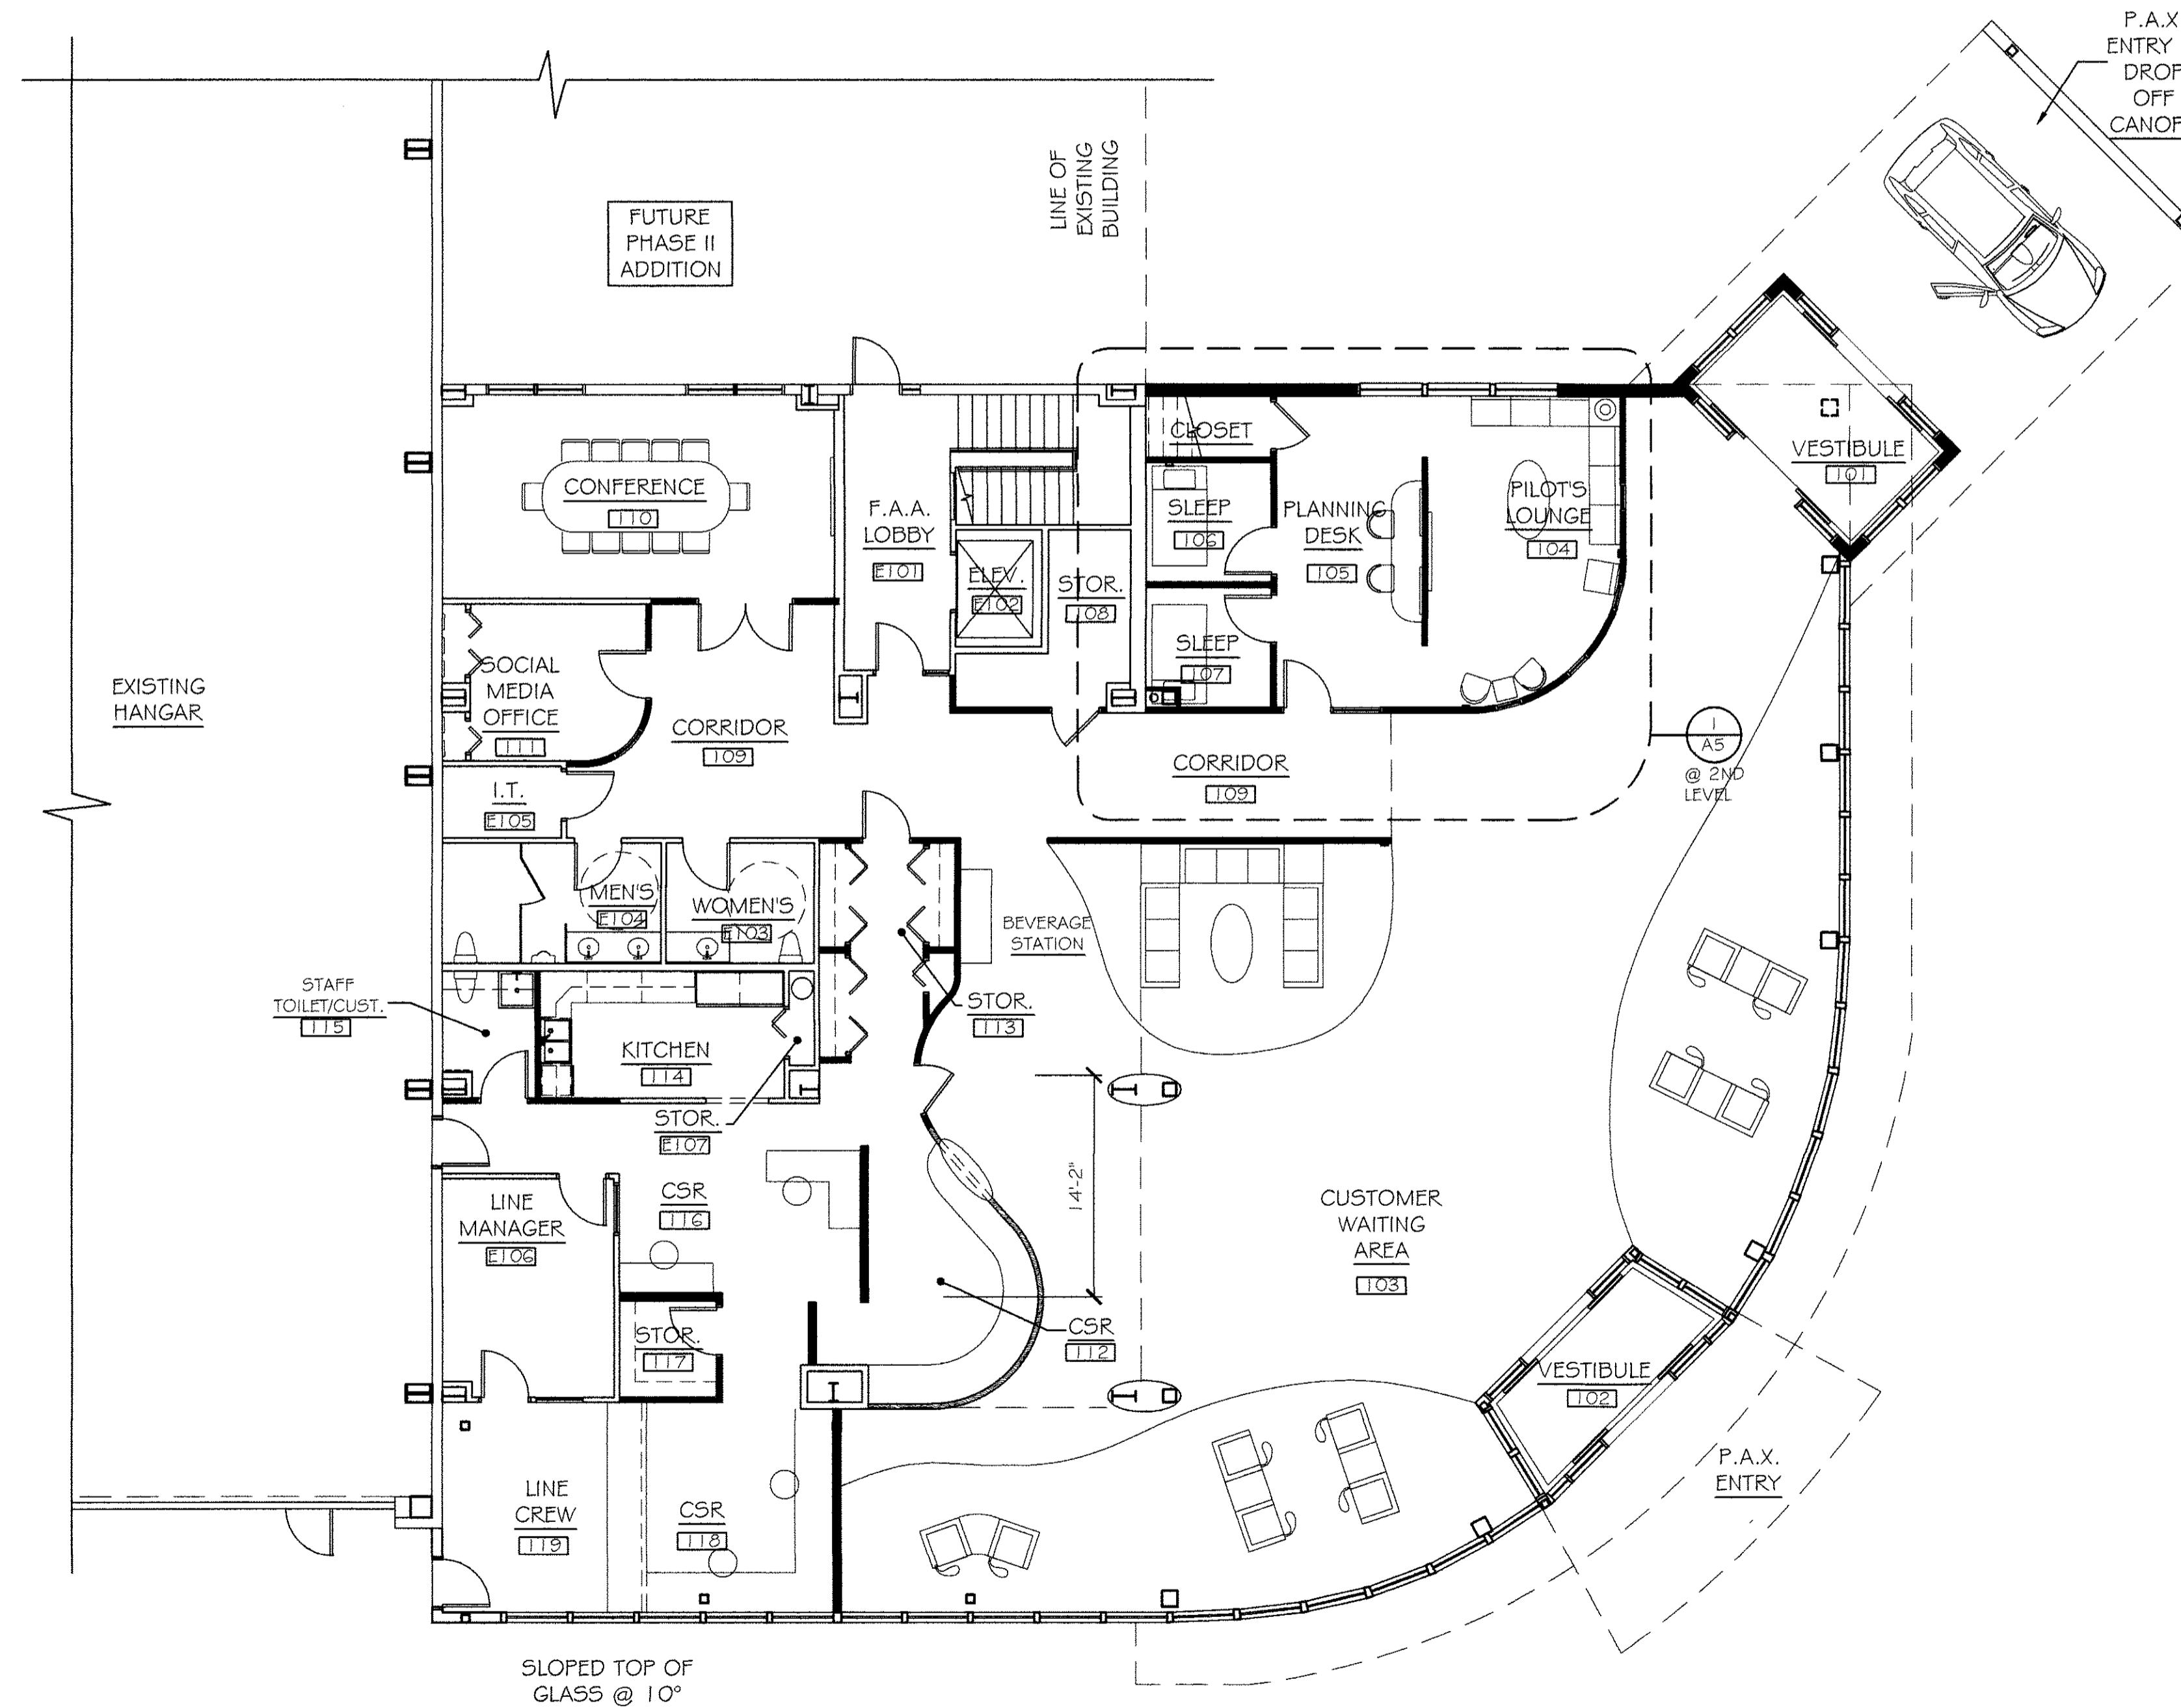 P.A.X
ENTRY
DROP
OFF
LINE OF
EXISTING
BUILDING
FUTURE
PHASE II
ADDITION
CLOSET
VESTIBULE
101
CONFERENCE
110
F.A.A.
LOBBY
E101
SLEEP
106
PLANNING
DESK
105
PILOT'S
LOUNGE
104
ELEV.
E102
STOR.
108
SLEEP
107
EXISTING
HANGAR
SOCIAL
MEDIA
OFFICE
111
CORRIDOR
109
CORRIDOR
109
1
A5
@ 2ND
LEVEL
I.T.
E105
MEN'S
E104
WOMEN'S
E103
BEVERAGE
STATION
STAFF
TOILET/CUST.
115
STOR.
113
KITCHEN
114
STOR.
E107
CSR
116
14'-2"
LINE
MANAGER
E106
CUSTOMER
WAITING
AREA
103
CSR
112
STOR.
117
VESTIBULE
102
P.A.X.
ENTRY
LINE
CREW
119
CSR
118
SLOPED TOP OF
GLASS @ 10°